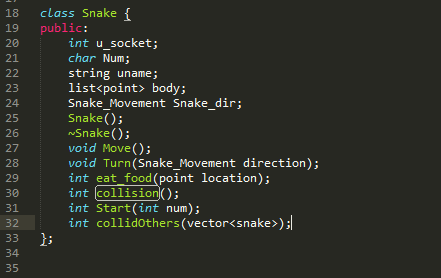 18 class Snake {
19 public:
20 int u_socket;
21 char Num;
22 string uname;
23 list<point> body;
24 Snake_Movement Snake_dir;
25 Snake();
26 ~Snake();
27 void Move();
28 void Turn(Snake_Movement direction);
29 int eat_food(point location);
30 int collision();
31 int Start(int num);
32 int collidOthers(vector<snake>);
33 };
34
35